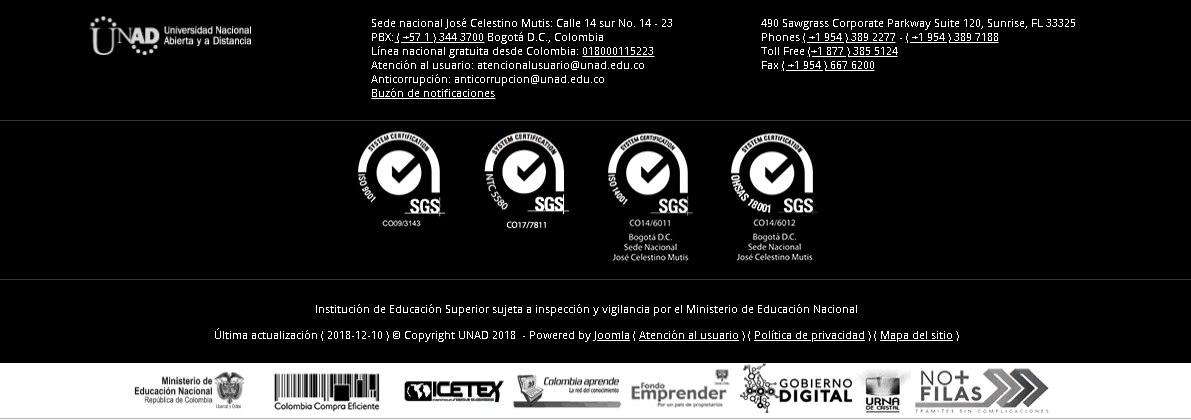 UNAD Universidad Nacional
Abierta y a Distancia
Sede nacional José Celestino Mutis: Calle 14 sur No. 14 - 23
PBX: ( +57 1 ) 344 3700 Bogotá D.C., Colombia
Línea nacional gratuita desde Colombia: 018000115223
Atención al usuario: atencionalusuario@unad.edu.co
Anticorrupción: anticorrupcion@unad.edu.co
Buzón de notificaciones
490 Sawgrass Corporate Parkway Suite 120, Sunrise, FL 33325
Phones ( +1 954 ) 389 2277 - ( +1 954 ) 389 7188
Toll Free (+1 877 ) 385 5124
Fax ( +1 954 ) 667 6200
SYSTEM CERTIFICATION
ISO 9001
SGS
CO09/3143
SYSTEM CERTIFICATION
NTC 5580
SGS
CO17/7811
SYSTEM CERTIFICATION
ISO 14001
SGS
CO14/6011
Bogotá D.C.
Sede Nacional
José Celestino Mutis
SYSTEM CERTIFICATION
OHSAS 18001
SGS
CO14/6012
Bogotá D.C.
Sede Nacional
José Celestino Mutis
Institución de Educación Superior sujeta a inspección y vigilancia por el Ministerio de Educación Nacional
Última actualización ( 2018-12-10 ) © Copyright UNAD 2018 - Powered by Joomla ( Atención al usuario ) ( Política de privacidad ) ( Mapa del sitio )
Ministerio de
Educación Nacional
República de Colombia
Libertad y Orden
Colombia Compra Eficiente
ICETEX
Colombia aprende
La red del conocimiento
Fondo
Emprender
Por un país de propietarios
GOBIERNO
DIGITAL
URNA
DE CRISTAL
NO+
FILAS
TRÁMITES SIN COMPLICACIONES